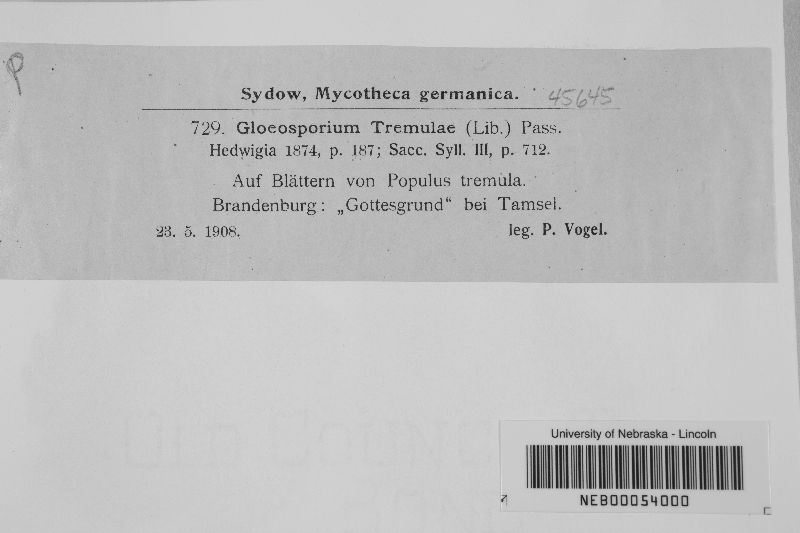 P
Sydow, Mycotheca germanica. 45645
729. Gloeosporium Tremulae (Lib.) Pass.
Hedwigia 1874, p. 187; Sacc. Syll. III, p. 712.
Auf Blättern von Populus tremula.
Brandenburg: „Gottesgrund“ bei Tamsel.
23. 5. 1908. leg. P. Vogel.
University of Nebraska - Lincoln
NEB00054000